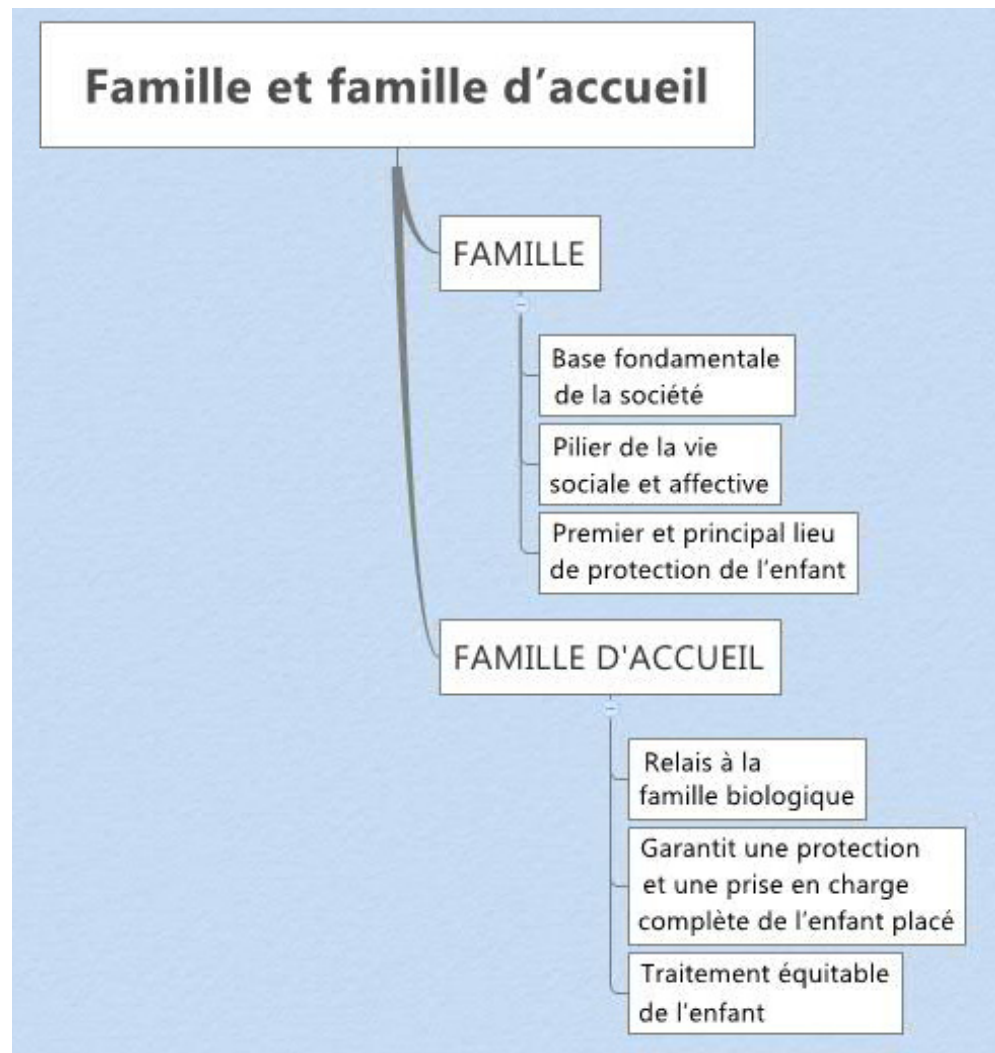 Famille et famille d’accueil
FAMILLE
Base fondamentale
de la société
Pilier de la vie
sociale et affective
Premier et principal lieu
de protection de l’enfant
FAMILLE D'ACCUEIL
Relais à la
famille biologique
Garantit une protection
et une prise en charge
complète de l’enfant placé
Traitement équitable
de l'enfant